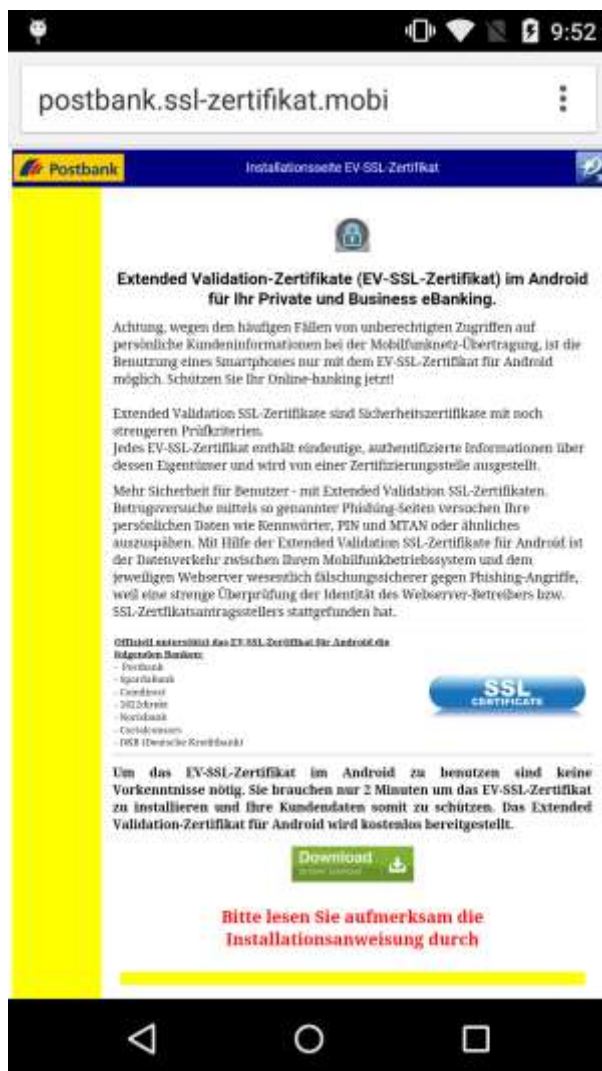 9:52
postbank.ssl-zertifikat.mobi
Postbank
Installationsseite EV-SSL-Zertifikat
Extended Validation-Zertifikate (EV-SSL-Zertifikat) im Android
für Ihr Private und Business eBanking.
Achtung, wegen den häufigen Fällen von unberechtigten Zugriffen auf
persönliche Kundeninformationen bei der Mobilfunknetz-Übertragung, ist die
Benutzung eines Smartphones nur mit dem EV-SSL-Zertifikat für Android
möglich. Schützen Sie Ihr Online-banking jetzt!
Extended Validation SSL-Zertifikate sind Sicherheitszertifikate mit noch
strengeren Prüfkriterien.
Jedes EV-SSL-Zertifikat enthält eindeutige, authentifizierte Informationen über
dessen Eigentümer und wird von einer Zertifizierungsstelle ausgestellt.
Mehr Sicherheit für Benutzer - mit Extended Validation SSL-Zertifikaten.
Betrugsversuche mittels so genannter Phishing-Seiten versuchen Ihre
persönlichen Daten wie Kennwörter, PIN und MTAN oder ähnliches
auszuspähen. Mit Hilfe der Extended Validation SSL-Zertifikate für Android ist
der Datenverkehr zwischen Ihrem Mobilfunkbetriebssystem und dem
jeweiligen Webserver wesentlich fälschungssicherer gegen Phishing-Angriffe,
weil eine strenge Überprüfung der Identität des Webserver-Betreibers bzw.
SSL-Zertfikatsantragsstellers stattgefunden hat.
Offiziell unterstützt das EV-SSL-Zertifikat für Android die
folgenden Banken:
- Postbank
- Spardabank
- Comdirect
- 1822direkt
- Norisbank
- Cortalconsors
- DKB (Deutsche Kreditbank)
SSL
CERTIFICATE
Um das EV-SSL-Zertifikat im Android zu benutzen sind keine
Vorkenntnisse nötig. Sie brauchen nur 2 Minuten um das EV-SSL-Zertifikat
zu installieren und Ihre Kundendaten somit zu schützen. Das Extended
Validation-Zertifikat für Android wird kostenlos bereitgestellt.
Download
Bitte lesen Sie aufmerksam die
Installationsanweisung durch